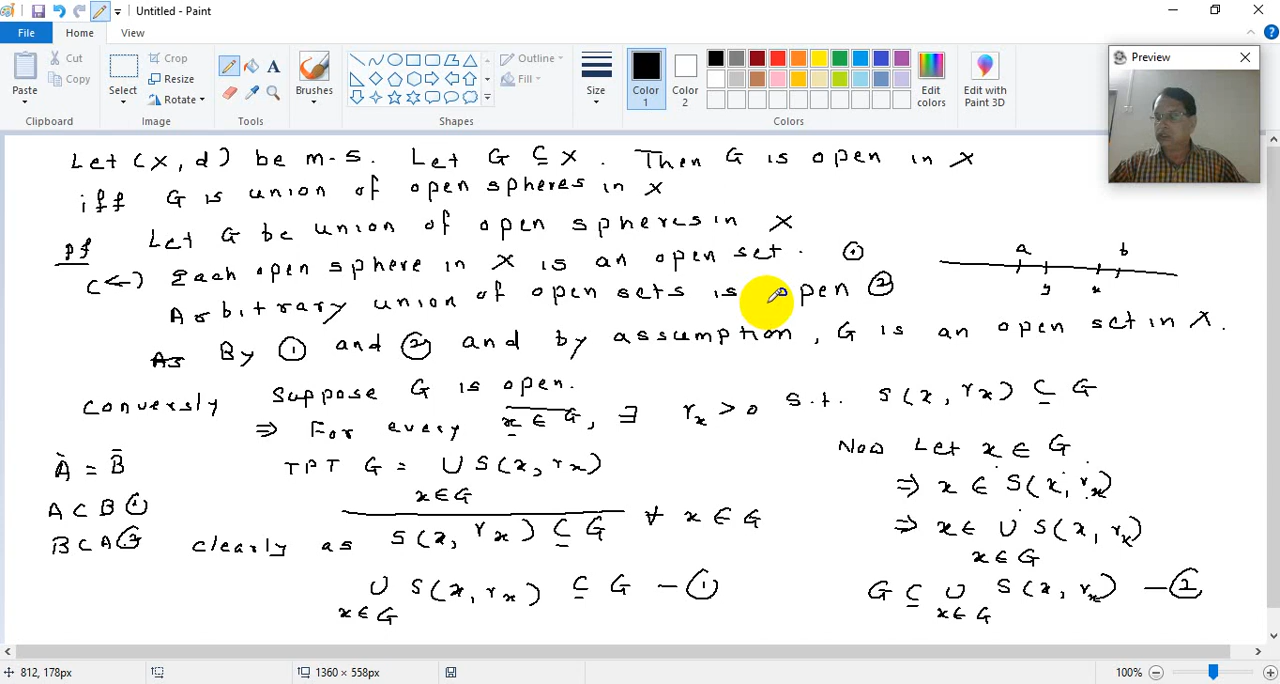 Untitled - Paint
File Home View
Paste Cut Copy Clipboard
Select Crop Resize Rotate Image
Tools
Brushes
Outline Fill Shapes
Size
Color 1 Color 2 Edit colors Colors
Edit with Paint 3D
Preview
Let (X, d) be m-s. Let G ⊆ X. Then G is open in X
iff G is union of open spheres in X
Pf Let G be union of open spheres in X
(⇐) Each open sphere in X is an open set. ①
Arbitrary union of open sets is open ②
a b
y x
As By ① and ② and by assumption, G is an open set in X.
Conversly Suppose G is open.
⇒ For every x ∈ G, ∃ rₓ > 0 s.t. S(x, rₓ) ⊆ G
TPT G = ∪ S(x, rₓ)
x ∈ G
A = B
A ⊂ B ①
B ⊂ A ②
clearly as S(x, rₓ) ⊆ G ∀ x ∈ G
∪ S(x, rₓ) ⊆ G - ①
x ∈ G
Now Let x ∈ G
⇒ x ∈ S(x, rₓ)
⇒ x ∈ ∪ S(x, rₓ)
x ∈ G
G ⊆ ∪ S(x, rₓ) - ②
x ∈ G
812, 178px 1360 × 558px 100%